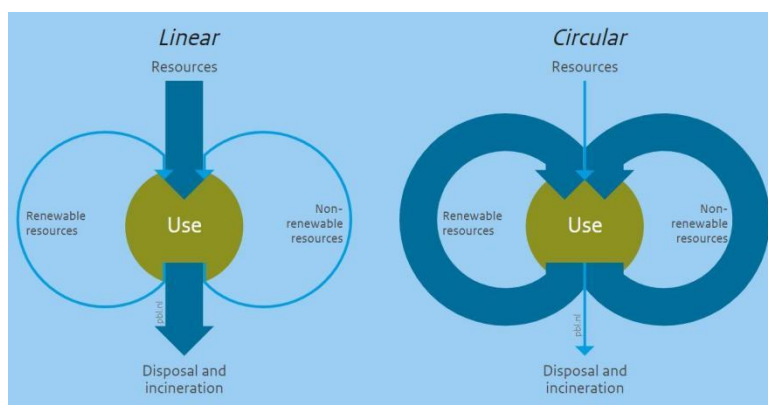 Linear
Resources
Renewable
resources
Use
Non-
renewable
resources
pbl.nl
Disposal and
incineration
Circular
Resources
Renewable
resources
Use
Non-
renewable
resources
pbl.nl
Disposal and
incineration